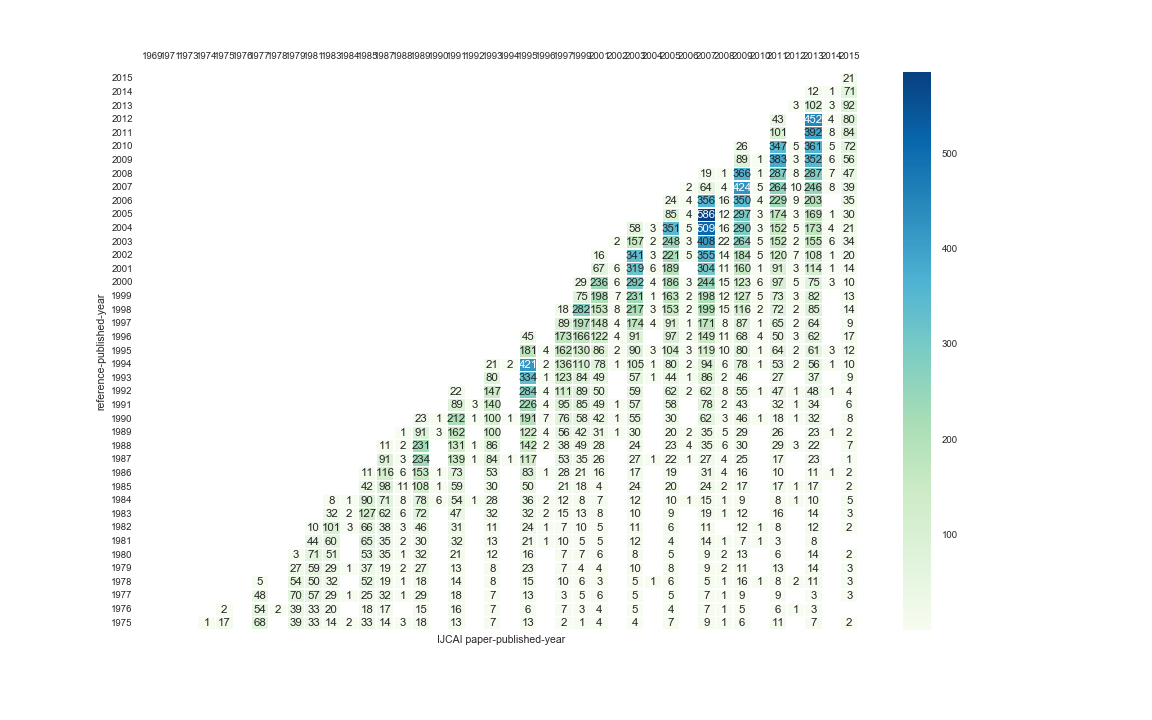 1969 1971 1973 1974 1975 1976 1977 1978 1979 1981 1983 1984 1985 1987 1988 1989 1990 1991 1992 1993 1994 1995 1996 1997 1999 2001 2002 2003 2004 2005 2006 2007 2008 2009 2010 2011 2012 2013 2014 2015
2015 21
2014 12 1 71
2013 3 102 3 92
2012 43 452 4 80
2011 101 392 8 84
2010 26 347 5 361 5 72
2009 89 1 383 3 352 6 56
2008 19 1 366 1 287 8 287 7 47
2007 2 64 4 424 5 264 10 246 8 39
2006 24 4 356 16 350 4 229 9 203 35
2005 85 4 586 12 297 3 174 3 169 1 30
2004 58 3 351 5 509 16 290 3 152 5 173 4 21
2003 2 157 2 248 3 408 22 264 5 152 2 155 6 34
2002 16 341 3 221 5 355 14 184 5 120 7 108 1 20
2001 67 6 319 6 189 304 11 160 1 91 3 114 1 14
2000 29 236 6 292 4 186 3 244 15 123 6 97 5 75 3 10
1999 75 198 7 231 1 163 2 198 12 127 5 73 3 82 13
1998 18 282 153 8 217 3 153 2 199 15 116 2 72 2 85 14
1997 89 197 148 4 174 4 91 1 171 8 87 1 65 2 64 9
1996 45 173 166 122 4 91 97 2 149 11 68 4 50 3 62 17
1995 181 4 162 130 86 2 90 3 104 3 119 10 80 1 64 2 61 3 12
1994 21 2 421 2 136 110 78 1 105 1 80 2 94 6 78 1 53 2 56 1 10
1993 80 334 1 123 84 49 57 1 44 1 86 2 46 27 37 9
1992 22 147 284 4 111 89 50 59 62 2 62 8 55 1 47 1 48 1 4
1991 89 3 140 226 4 95 85 49 1 57 58 78 2 43 32 1 34 6
1990 23 1 212 1 100 1 191 7 76 58 42 1 55 30 62 3 46 1 18 1 32 8
1989 1 91 3 162 100 122 4 56 42 31 1 30 20 2 35 5 29 26 23 1 2
1988 11 2 231 131 1 86 142 2 38 49 28 24 23 4 35 6 30 29 3 22 7
1987 91 3 234 139 1 84 1 117 53 35 26 27 1 22 1 27 4 25 17 23 1
1986 11 116 6 153 1 73 53 83 1 28 21 16 17 19 31 4 16 10 11 1 2
1985 42 98 11 108 1 59 30 50 21 18 4 24 20 24 2 17 17 1 17 2
1984 8 1 90 71 8 78 6 54 1 28 36 2 12 8 7 12 10 1 15 1 9 8 1 10 5
1983 32 2 127 62 6 72 47 32 32 2 15 13 8 10 9 19 1 12 16 14 3
1982 10 101 3 66 38 3 46 31 11 24 1 7 10 5 11 6 11 12 1 8 12 2
1981 44 60 65 35 2 30 32 13 21 1 10 5 5 12 4 14 1 7 1 3 8
1980 3 71 51 53 35 1 32 21 12 16 7 7 6 8 5 9 2 13 6 14 2
1979 27 59 29 1 37 19 2 27 13 8 23 7 4 4 10 8 9 2 11 13 14 3
1978 5 54 50 32 52 19 1 18 14 8 15 10 6 3 5 1 6 5 1 16 1 8 2 11 3
1977 48 70 57 29 1 25 32 1 29 18 7 13 3 5 6 5 5 7 1 9 9 3 3
1976 2 54 2 39 33 20 18 17 15 16 7 6 7 3 4 5 4 7 1 5 6 1 3
1975 1 17 68 39 33 14 2 33 14 3 18 13 7 13 2 1 4 4 7 9 1 6 11 7 2
reference-published-year
IJCAI paper-published-year
500
400
300
200
100